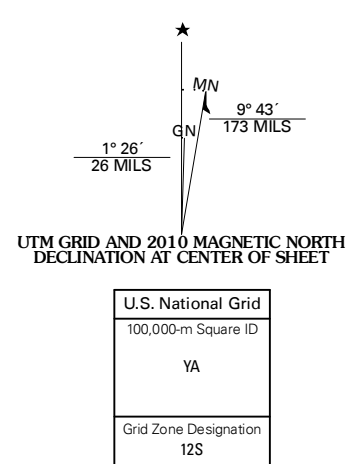 MN
9° 43´
173 MILS
GN
1° 26´
26 MILS
UTM GRID AND 2010 MAGNETIC NORTH
DECLINATION AT CENTER OF SHEET
U.S. National Grid
100,000-m Square ID
YA
Grid Zone Designation
12S